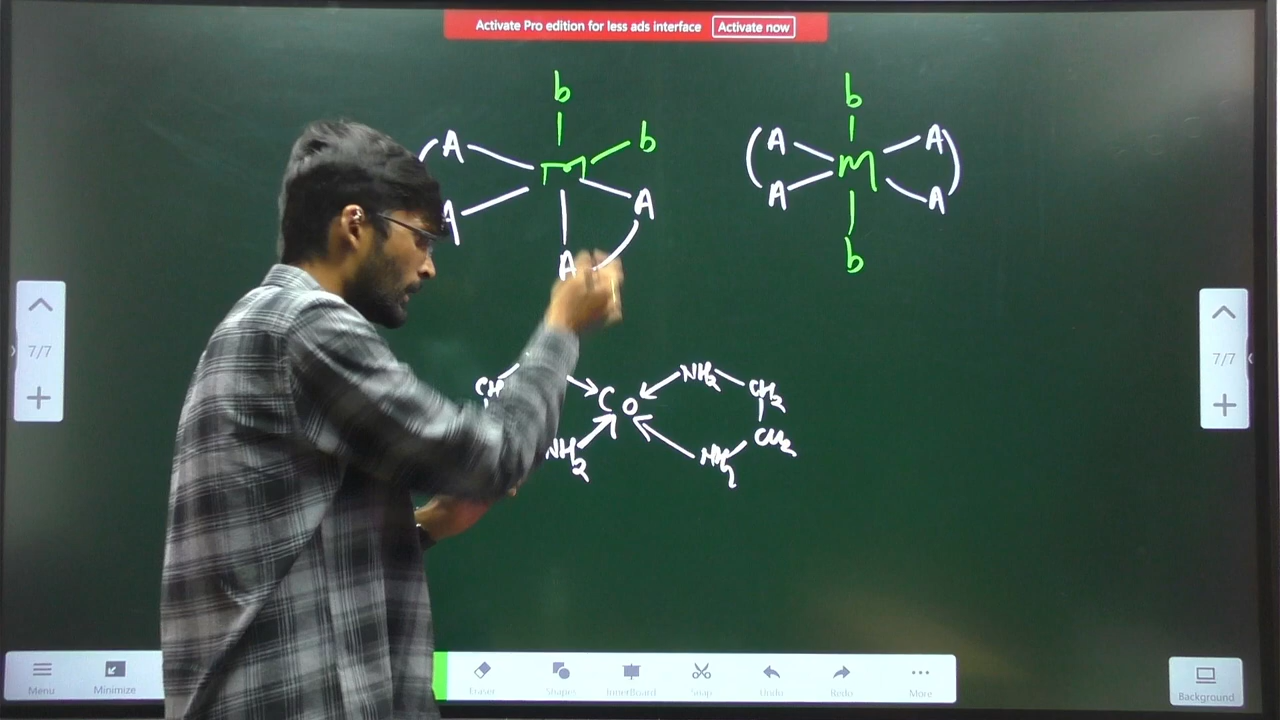 Activate Pro edition for less ads interface Activate now
b b
A b A A
M M
A A A A
A b
NH2
CH CH2
Co
CH2
NH2 NH2
7/7 7/7
Menu Minimize Eraser Shapes InnerBoard Snap Undo Redo More Background